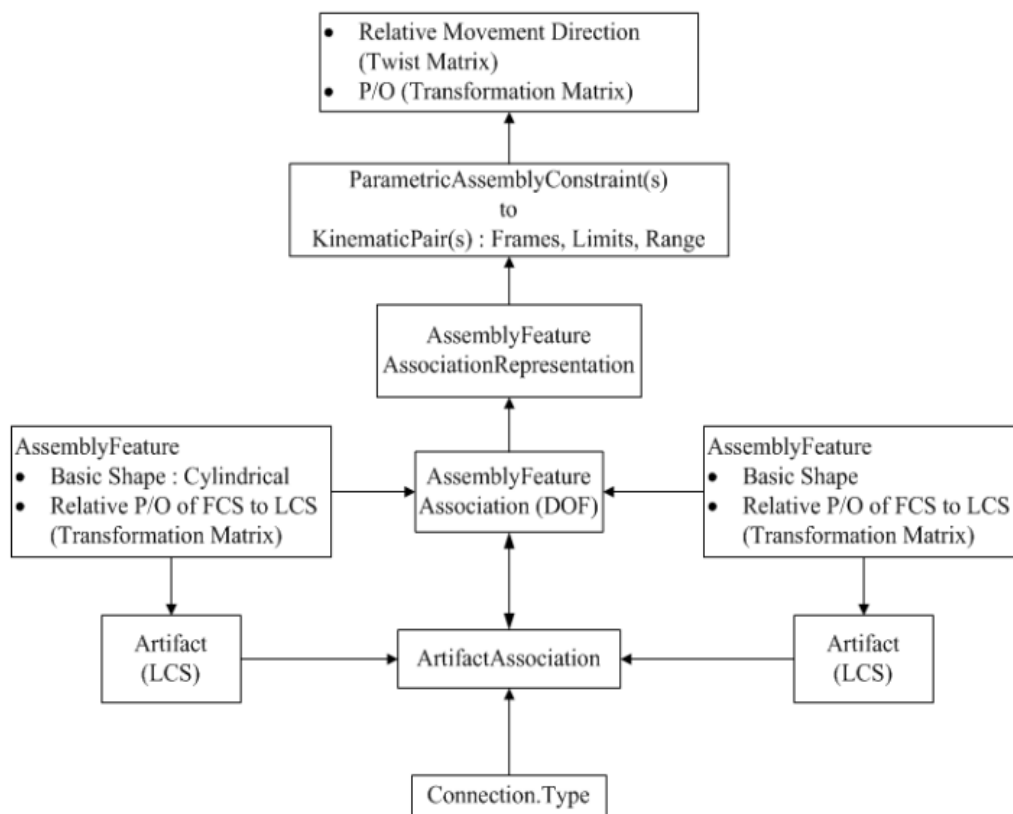 • Relative Movement Direction
(Twist Matrix)
• P/O (Transformation Matrix)
ParametricAssemblyConstraint(s)
to
KinematicPair(s) : Frames, Limits, Range
AssemblyFeature
AssociationRepresentation
AssemblyFeature
• Basic Shape : Cylindrical
• Relative P/O of FCS to LCS
(Transformation Matrix)
AssemblyFeature
Association (DOF)
AssemblyFeature
• Basic Shape
• Relative P/O of FCS to LCS
(Transformation Matrix)
Artifact
(LCS)
ArtifactAssociation
Artifact
(LCS)
Connection.Type